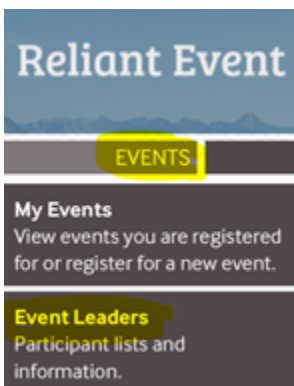 Reliant Event
EVENTS
My Events
View events you are registered
for or register for a new event.
Event Leaders
Participant lists and
information.